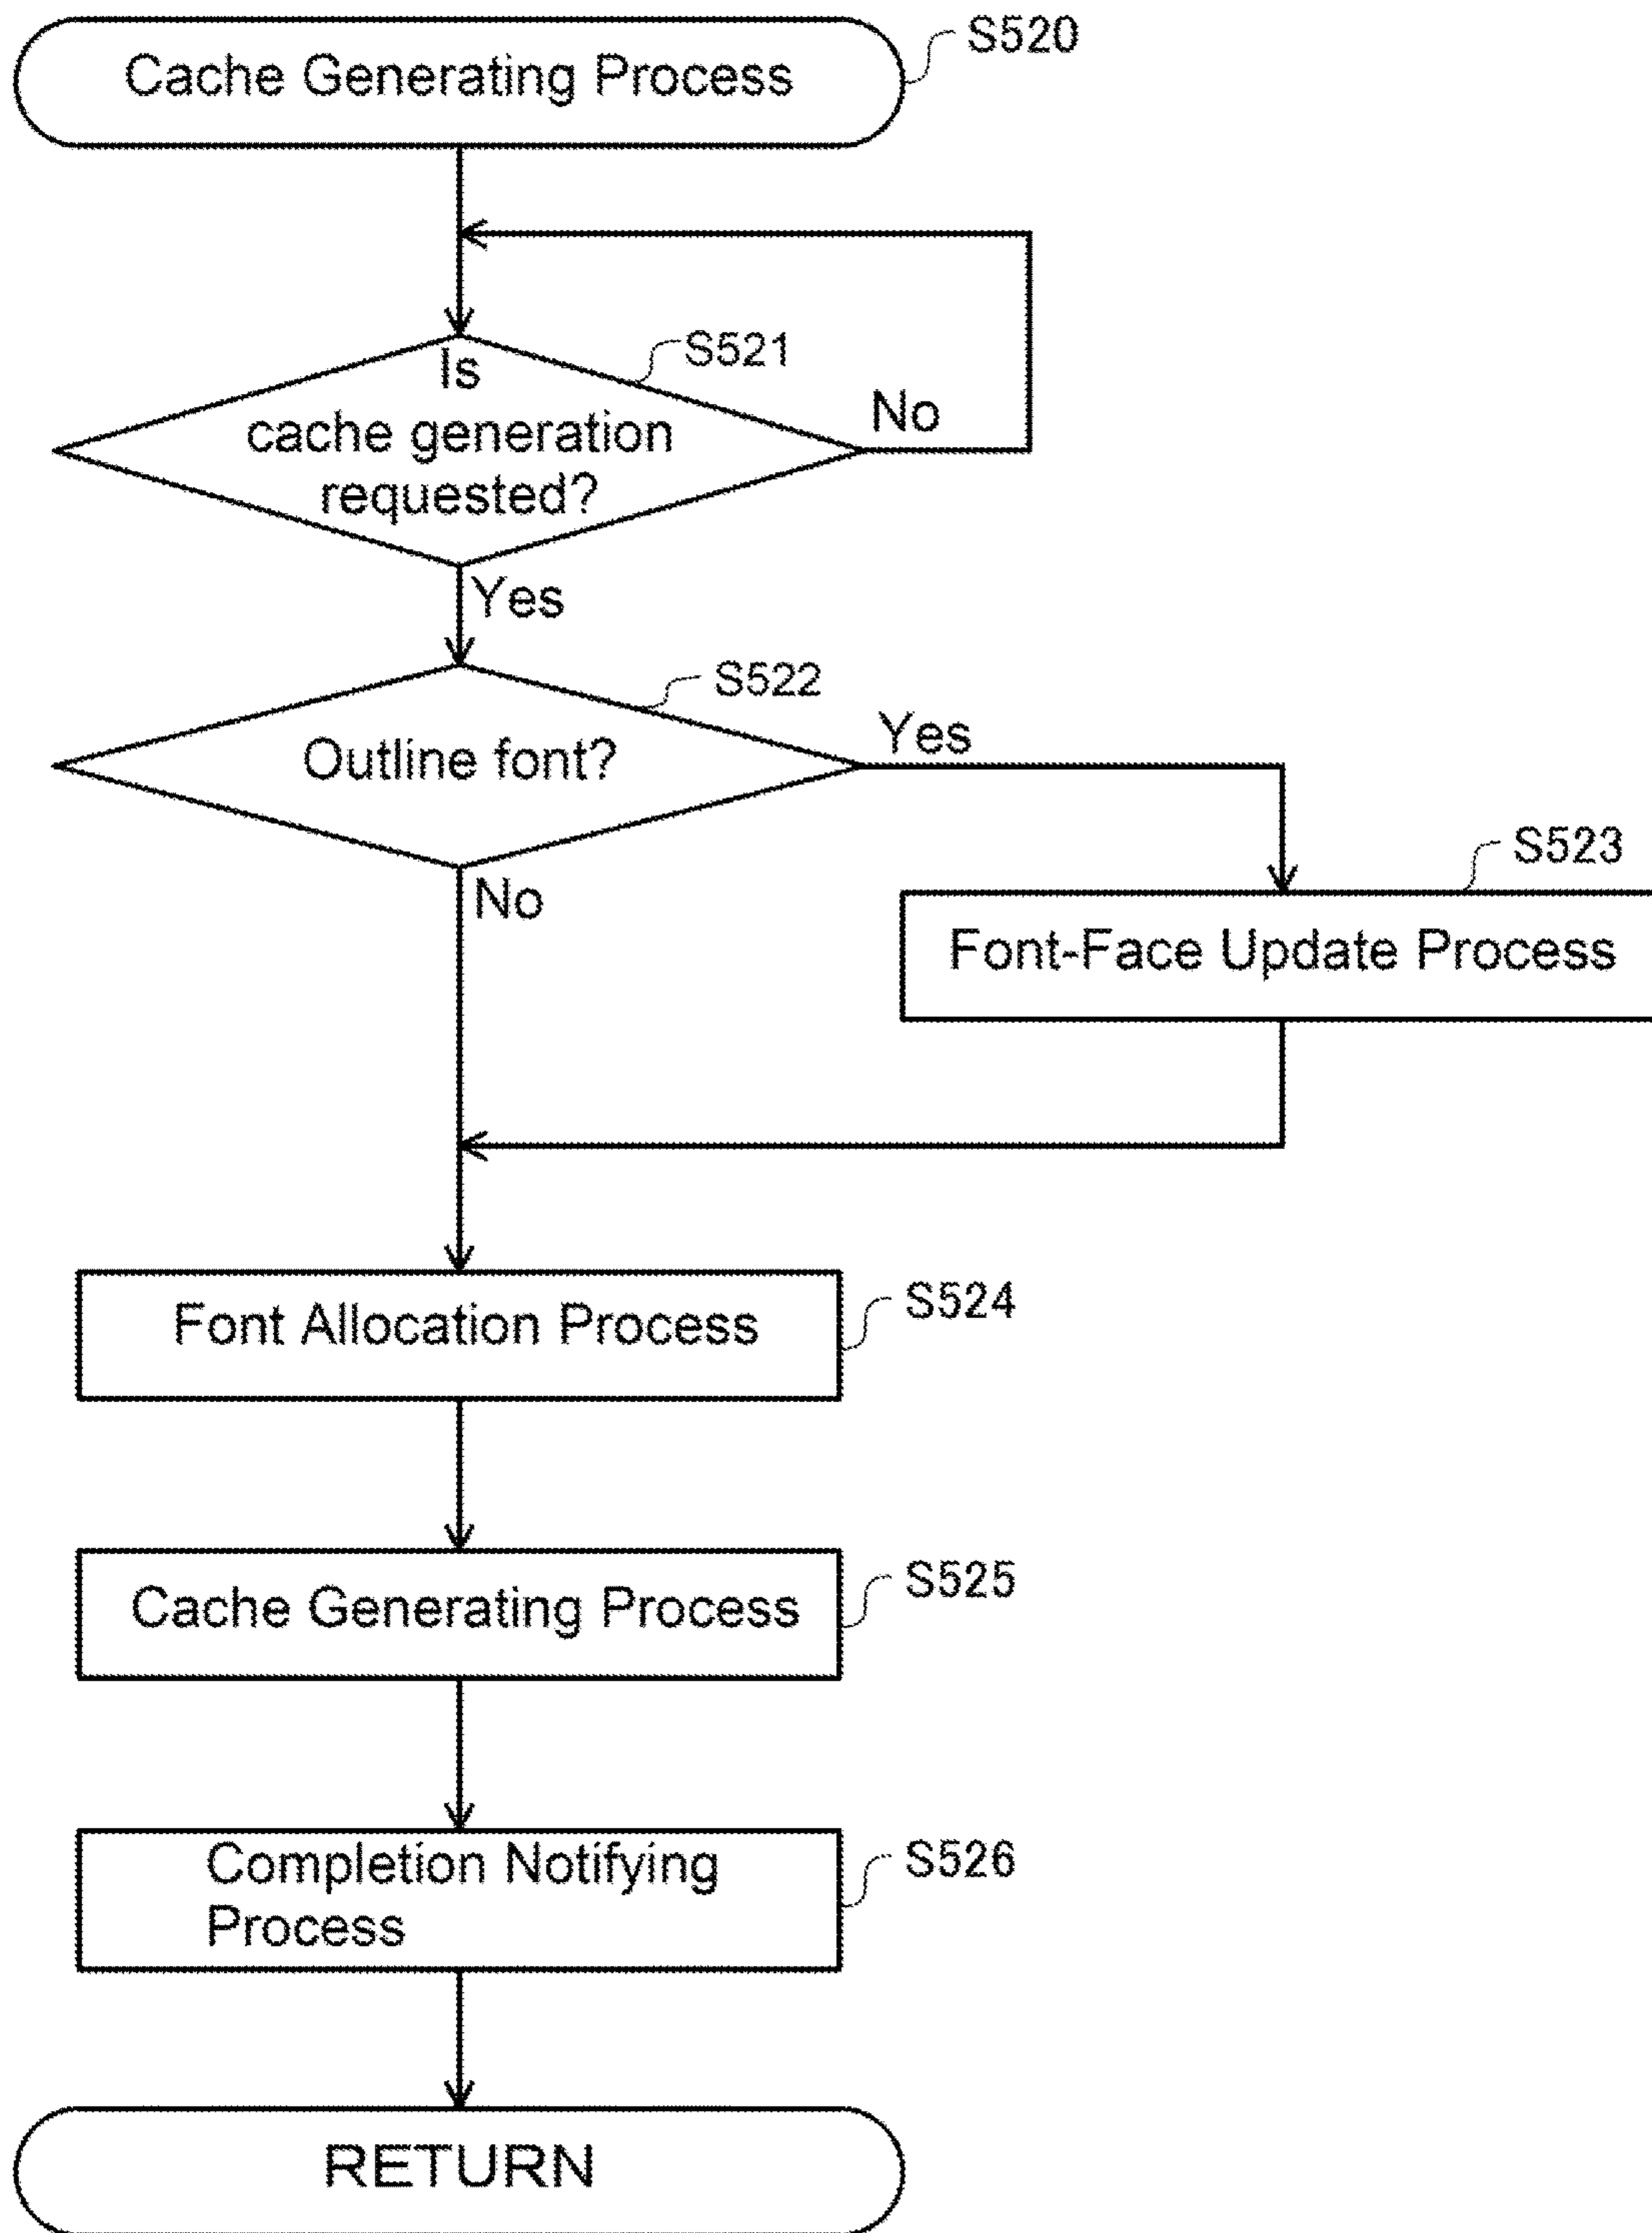 Cache Generating Process
S520
S521
Is
cache generation
requested?
No
Yes
S522
Outline font?
Yes
No
S523
Font-Face Update Process
Font Allocation Process
S524
Cache Generating Process
S525
Completion Notifying
Process
S526
RETURN